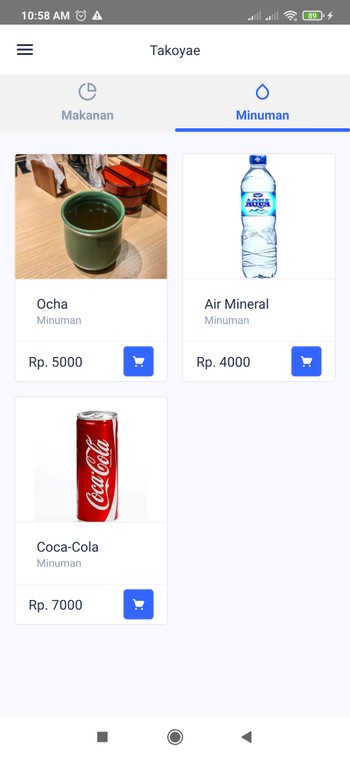 10:58 AM
89
Takoyae
Makanan
Minuman
AQUA
Ocha
Minuman
Air Mineral
Minuman
Rp. 5000
Rp. 4000
Coca-Cola
Coca-Cola
Minuman
Rp. 7000